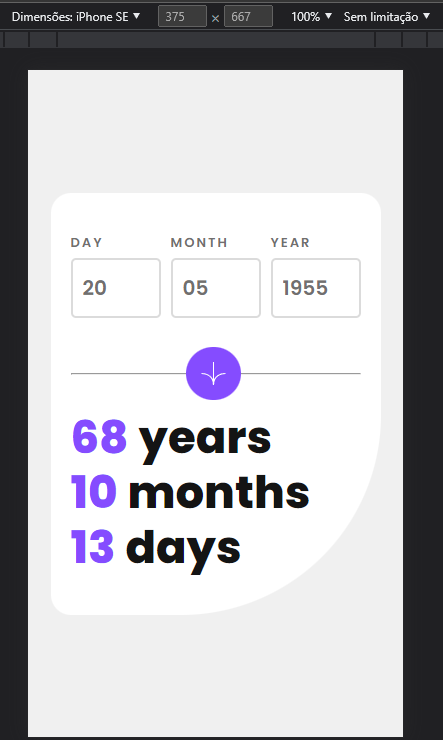 Dimensões: iPhone SE ▼ 375 × 667 100% ▼ Sem limitação ▼
DAY MONTH YEAR
20 05 1955
68 years
10 months
13 days